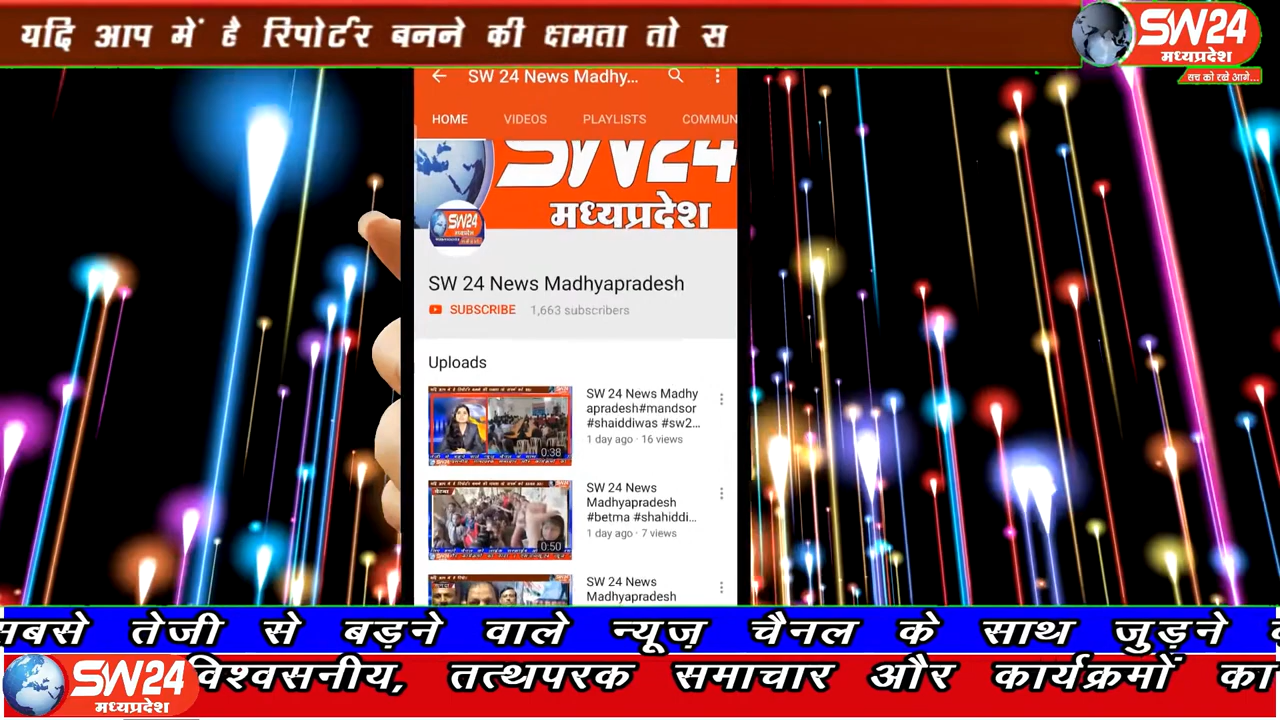 यदि आप में है रिपोर्टर बनने की क्षमता तो स
SW24
मध्यप्रदेश
सच को रखे आगे...
SW 24 News Madhy...
HOME VIDEOS PLAYLISTS COMMUN
SW24
मध्यप्रदेश
SW24
SW 24 News Madhyapradesh
SUBSCRIBE 1,663 subscribers
Uploads
SW 24 News Madhy
apradesh#mandsor
#shaiddiwas #sw2...
1 day ago · 16 views
0:38
SW 24 News
Madhyapradesh
#betma #shahiddi...
1 day ago · 7 views
0:50
SW 24 News
Madhyapradesh
सबसे तेजी से बड़ने वाले न्यूज़ चैनल के साथ जुड़ने
विश्वसनीय, तत्थपरक समाचार और कार्यक्रमों का
SW24
मध्यप्रदेश